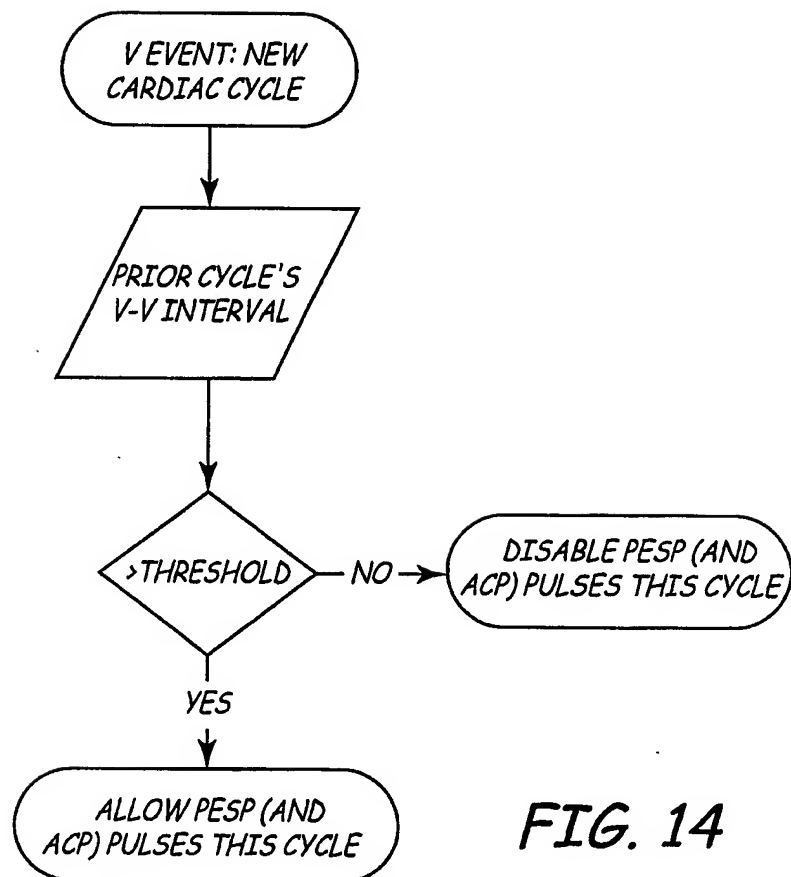 V EVENT: NEW
CARDIAC CYCLE
PRIOR CYCLE'S
V-V INTERVAL
>THRESHOLD
NO
DISABLE PESP (AND
ACP) PULSES THIS CYCLE
YES
ALLOW PESP (AND
ACP) PULSES THIS CYCLE
FIG. 14